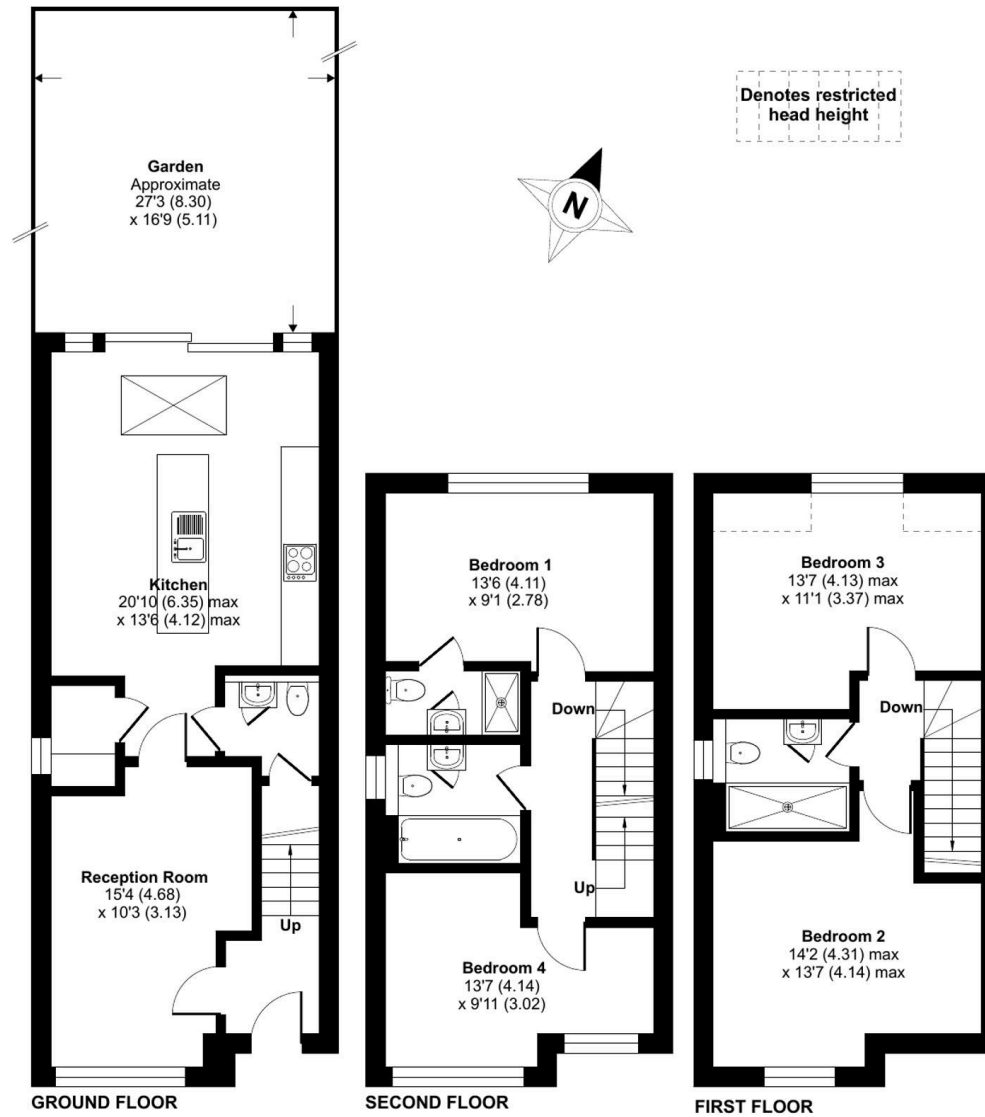 Denotes restricted
head height
N
Garden
Approximate
27'3 (8.30)
x 16'9 (5.11)
Kitchen
20'10 (6.35) max
x 13'6 (4.12) max
Reception Room
15'4 (4.68)
x 10'3 (3.13)
Up
GROUND FLOOR
Bedroom 1
13'6 (4.11)
x 9'1 (2.78)
Down
Up
Bedroom 4
13'7 (4.14)
x 9'11 (3.02)
SECOND FLOOR
Bedroom 3
13'7 (4.13) max
x 11'1 (3.37) max
Down
Bedroom 2
14'2 (4.31) max
x 13'7 (4.14) max
FIRST FLOOR